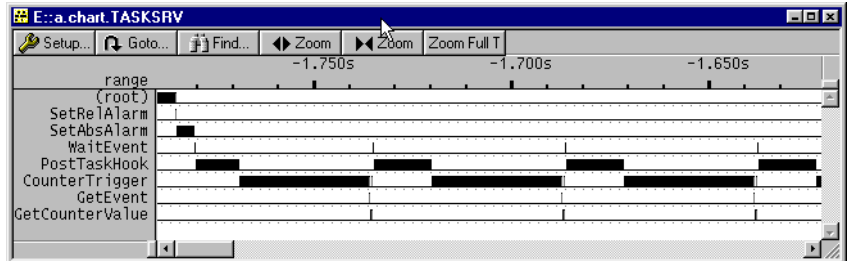 E::a.chart.TASKSRV
Setup... Goto... Find... Zoom Zoom Zoom Full T
-1.750s -1.700s -1.650s
range
(root)
SetRelAlarm
SetAbsAlarm
WaitEvent
PostTaskHook
CounterTrigger
GetEvent
GetCounterValue